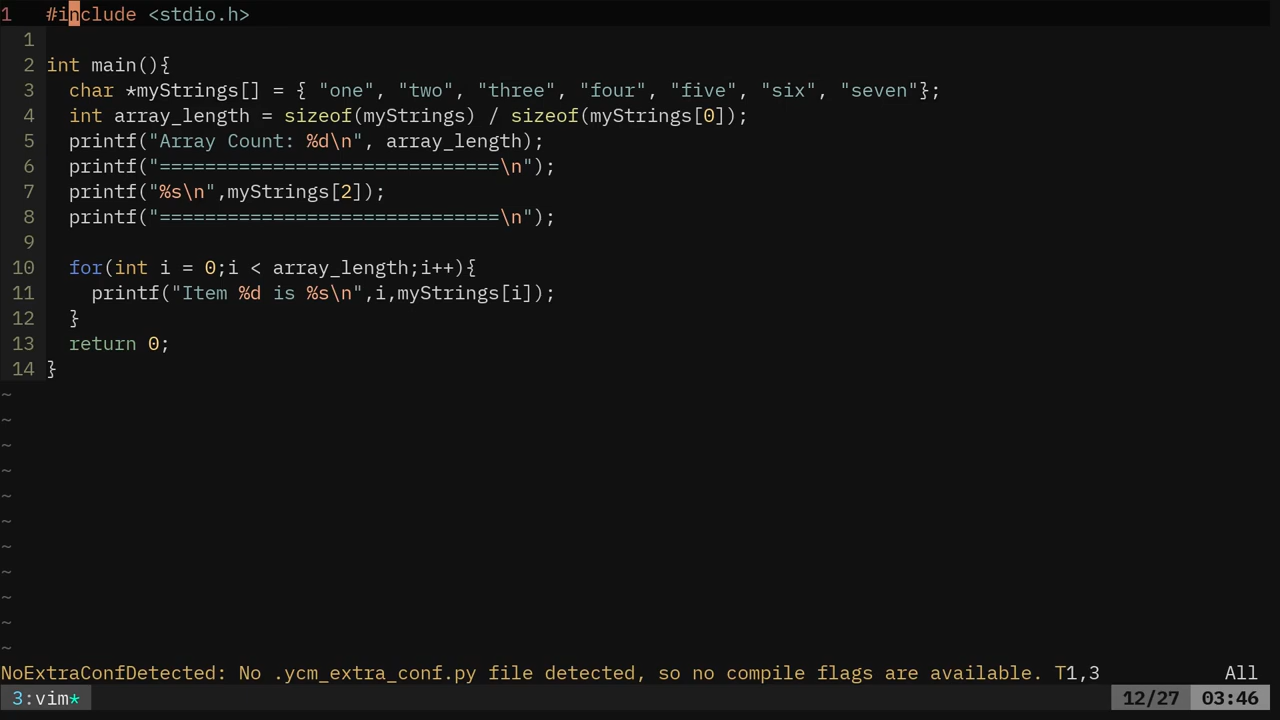 1   #include <stdio.h>
  1
  2 int main(){
  3   char *myStrings[] = { "one", "two", "three", "four", "five", "six", "seven"};
  4   int array_length = sizeof(myStrings) / sizeof(myStrings[0]);
  5   printf("Array Count: %d\n", array_length);
  6   printf("==============================\n");
  7   printf("%s\n",myStrings[2]);
  8   printf("==============================\n");
  9
 10   for(int i = 0;i < array_length;i++){
 11     printf("Item %d is %s\n",i,myStrings[i]);
 12   }
 13   return 0;
 14 }
~
~
~
~
~
~
~
~
~
~
~
NoExtraConfDetected: No .ycm_extra_conf.py file detected, so no compile flags are available. T1,3 All
3:vim* 12/27 03:46